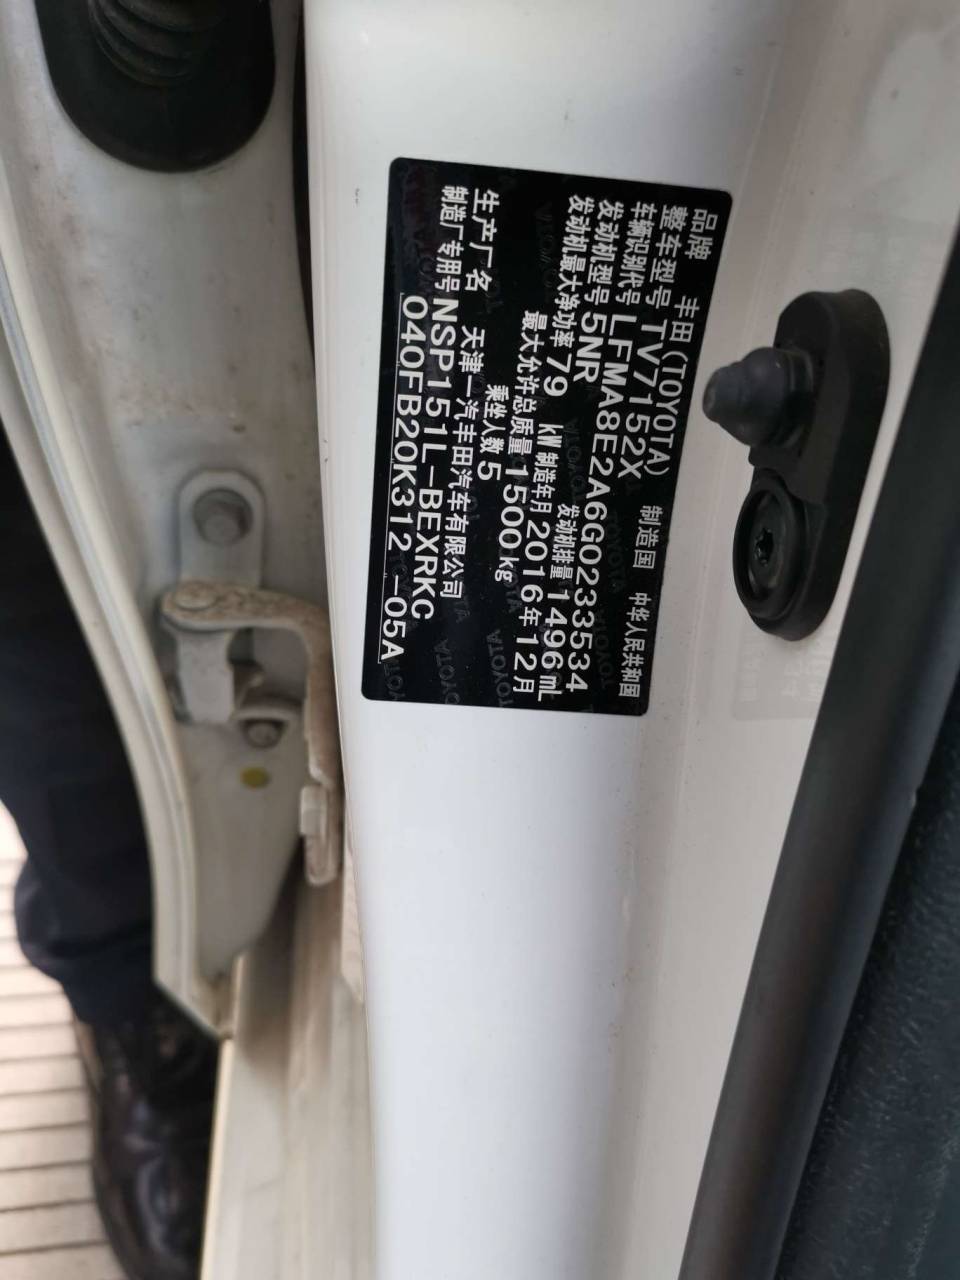 品牌 丰田(TOYOTA) 制造国 中华人民共和国
整车型号 TV7152X
车辆识别代号 LFMA8E2A6G0233534
发动机型号 5NR 发动机排量 1496mL
发动机最大净功率 79 kW 制造年月 2016年12月
最大允许总质量 1500kg
乘坐人数 5
生产厂名 天津一汽丰田汽车有限公司
制造厂专用号 NSP151L-BEXRKC
040FB20K312 -05A